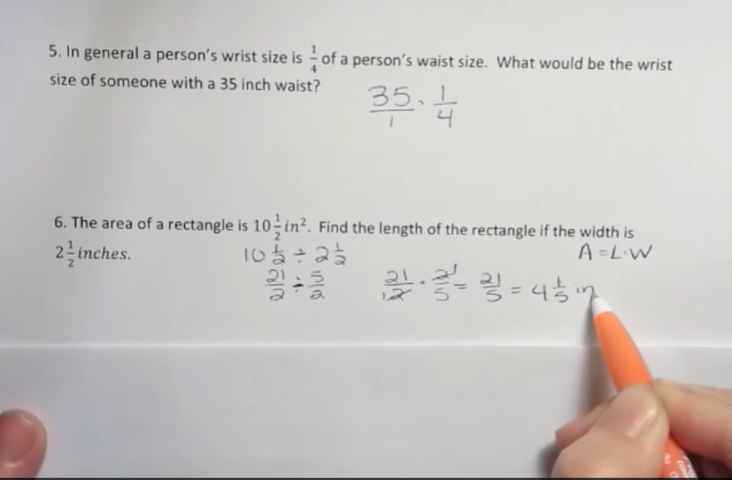 5. In general a person's wrist size is 1/4 of a person's waist size. What would be the wrist
size of someone with a 35 inch waist?
35/1 · 1/4
6. The area of a rectangle is 10 1/2 in². Find the length of the rectangle if the width is
2 1/2 inches.
10 1/2 ÷ 2 1/2
A = L·W
21/2 ÷ 5/2
21/2 · 2/5 = 21/5 = 4 1/5 in